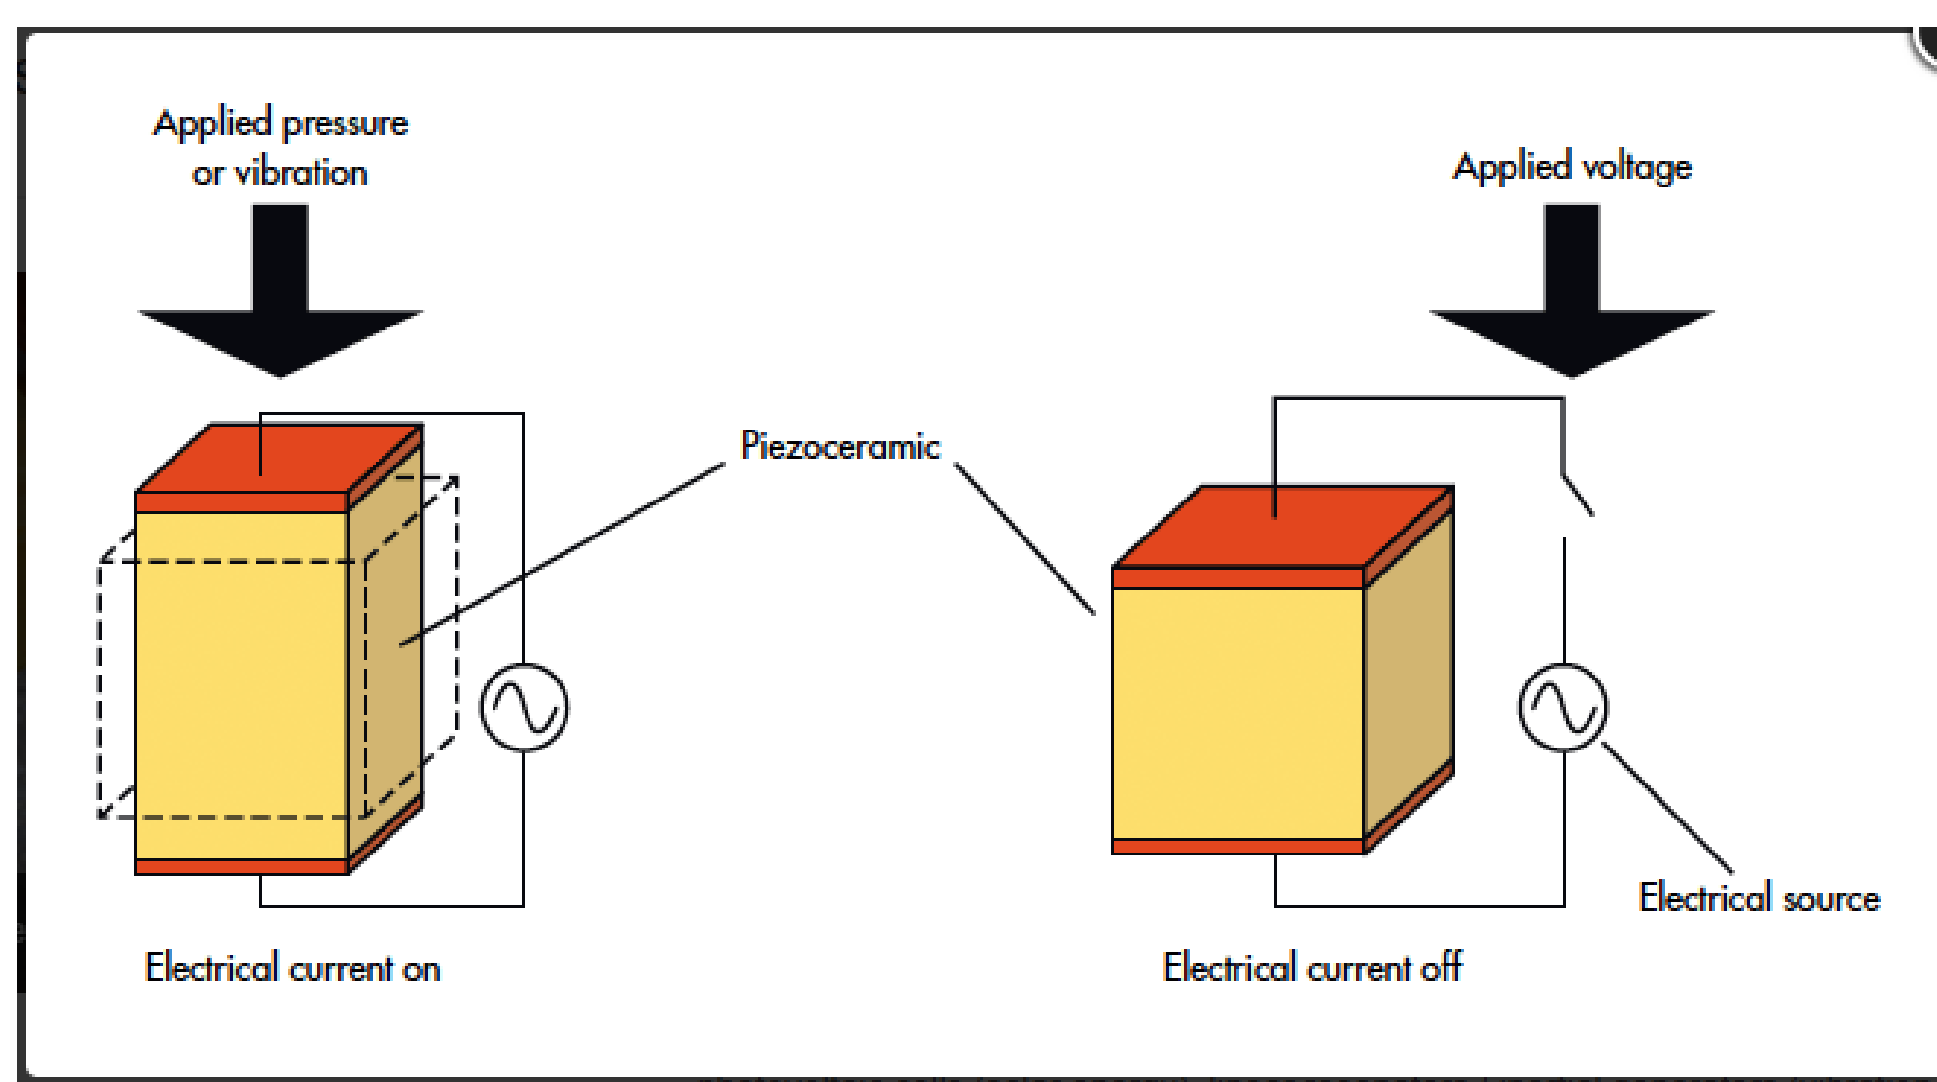 Applied pressure
or vibration
Applied voltage
Piezoceramic
Electrical source
Electrical current on
Electrical current off